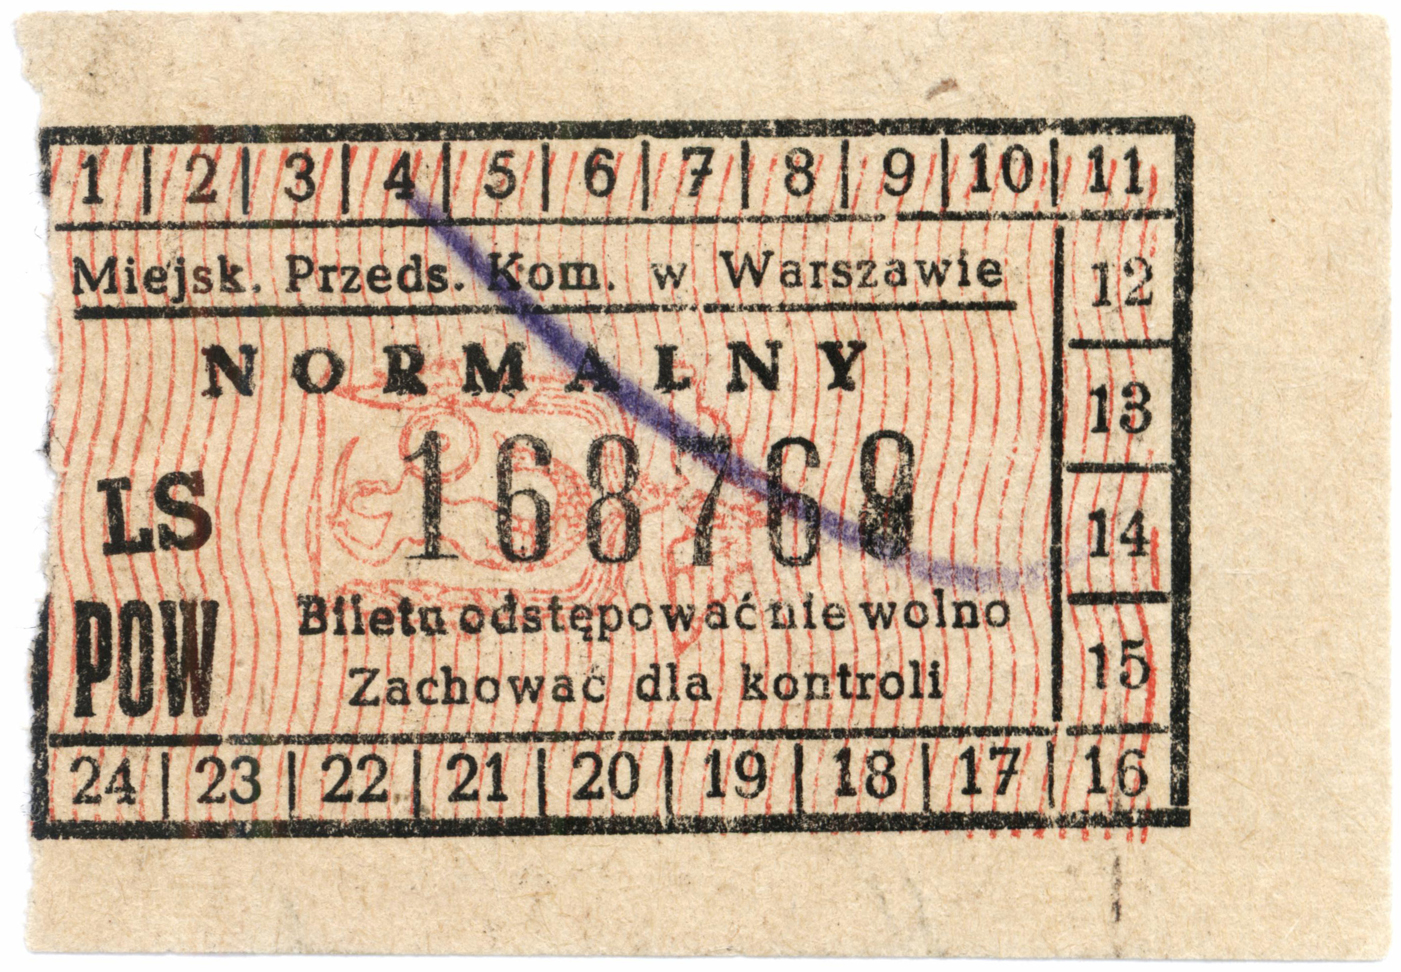 1 | 2 | 3 | 4 | 5 | 6 | 7 | 8 | 9 | 10 | 11
Miejsk. Przeds. Kom. w Warszawie
12
NORMALNY
13
LS
14
POW
Biletu odstępować nie wolno
Zachować dla kontroli
15
24 | 23 | 22 | 21 | 20 | 19 | 18 | 17 | 16